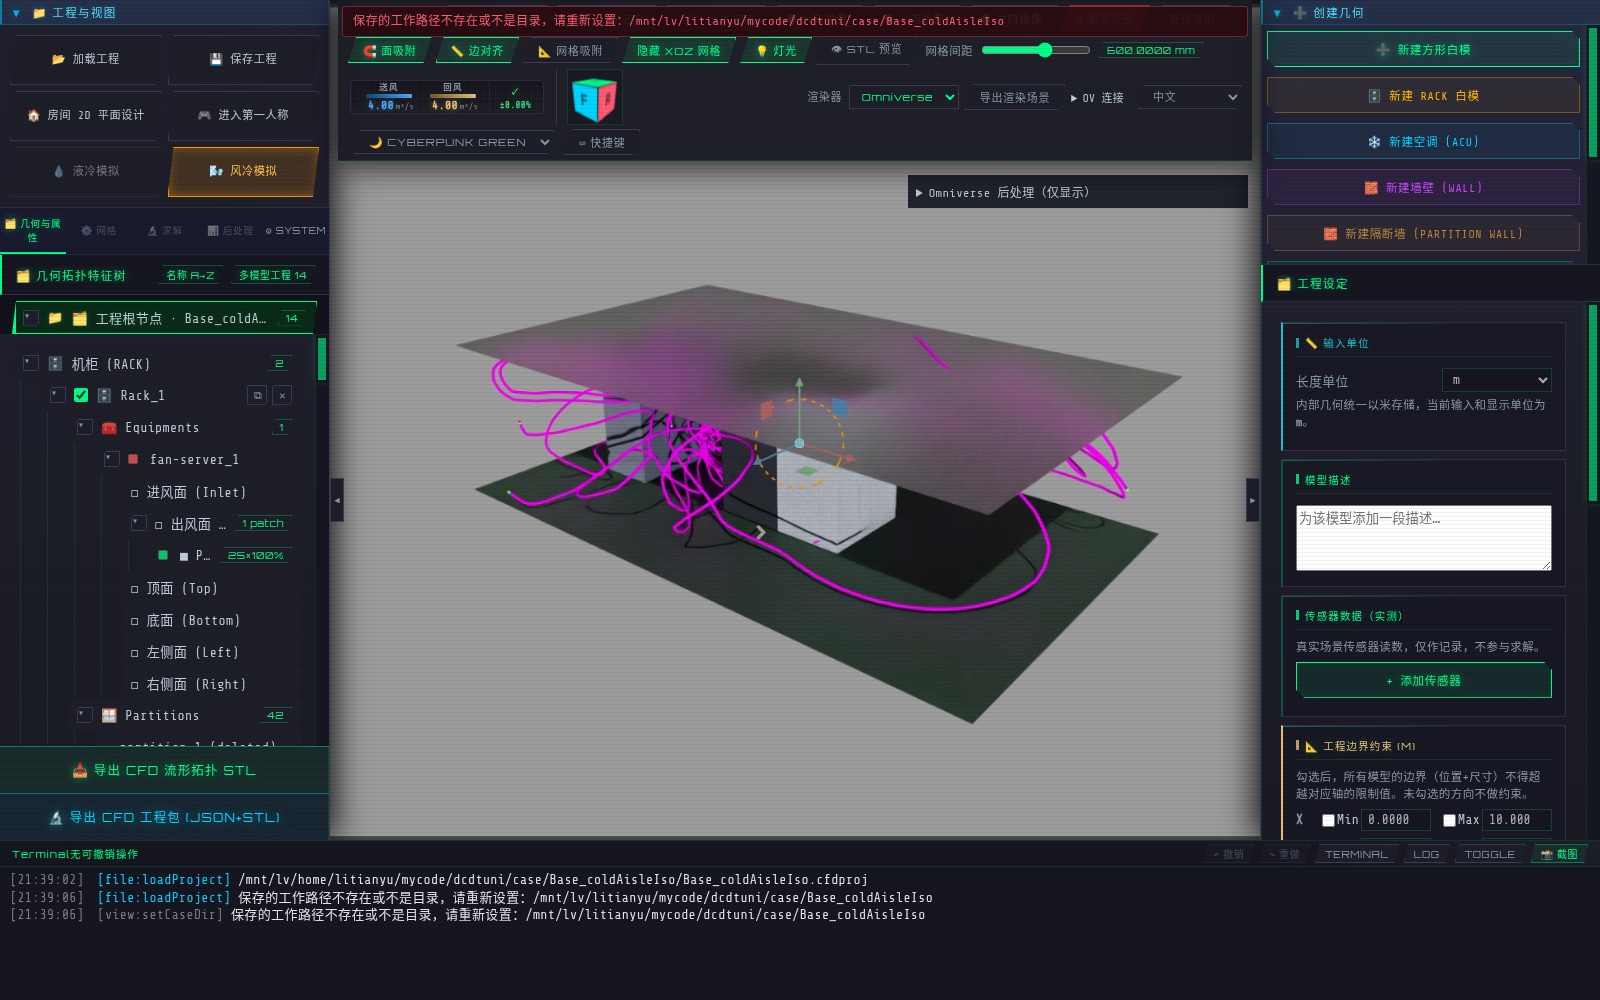 ▼ 📁 工程与视图
📂 加载工程
💾 保存工程
🏠 房间 2D 平面设计
🎮 进入第一人称
💧 液冷模拟
🌬️ 风冷模拟
🗂️ 几何与属性
⚙️ 网格
🔬 求解
📊 后处理
⚙ SYSTEM
🗂️ 几何拓扑特征树
名称 A→Z
多模型工程 14
📁 🗂️ 工程根节点 · Base_coldA… 14
🗄️ 机柜 (RACK) 2
🗄️ Rack_1
🧰 Equipments 1
fan-server_1
□ 进风面 (Inlet)
□ 出风面 … 1 patch
■ P… 25×100%
□ 顶面 (Top)
□ 底面 (Bottom)
□ 左侧面 (Left)
□ 右侧面 (Right)
🪟 Partitions 42
partition_1 (deleted)
📥 导出 CFD 流形拓扑 STL
🔬 导出 CFD 工程包 (JSON+STL)
保存的工作路径不存在或不是目录，请重新设置：/mnt/lv/litianyu/mycode/dcdtuni/case/Base_coldAisleIso
🧲 面吸附
📏 边对齐
📐 网格吸附
隐藏 XOZ 网格
💡 灯光
👁 STL 预览
网格间距
600.0000 mm
送风
4.00 m³/s
回风
4.00 m³/s
✓
±0.00%
F
R
渲染器
Omniverse
导出渲染场景
▶ OV 连接
中文
🌙 CYBERPUNK GREEN
⌨ 快捷键
▶ Omniverse 后处理（仅显示）
◀
▶
▼ ➕ 创建几何
➕ 新建方形白模
🗄️ 新建 RACK 白模
❄️ 新建空调 (ACU)
🧱 新建墙壁 (WALL)
🧱 新建隔断墙 (PARTITION WALL)
🗂️ 工程设定
📏 输入单位
长度单位
m
内部几何统一以米存储，当前输入和显示单位为
m。
模型描述
为该模型添加一段描述…
传感器数据（实测）
真实场景传感器读数，仅作记录，不参与求解。
+ 添加传感器
📐 工程边界约束 (M)
勾选后，所有模型的边界（位置+尺寸）不得超
越对应轴的限制值。未勾选的方向不做约束。
X
Min 0.0000
Max 10.000
Terminal无可撤销操作
↶ 撤销
↷ 重做
TERMINAL
LOG
TOGGLE
📸 截图
[21:39:02] [file:loadProject] /mnt/lv/home/litianyu/mycode/dcdtuni/case/Base_coldAisleIso/Base_coldAisleIso.cfdproj
[21:39:06] [file:loadProject] 保存的工作路径不存在或不是目录，请重新设置：/mnt/lv/litianyu/mycode/dcdtuni/case/Base_coldAisleIso
[21:39:06] [view:setCaseDir] 保存的工作路径不存在或不是目录，请重新设置：/mnt/lv/litianyu/mycode/dcdtuni/case/Base_coldAisleIso